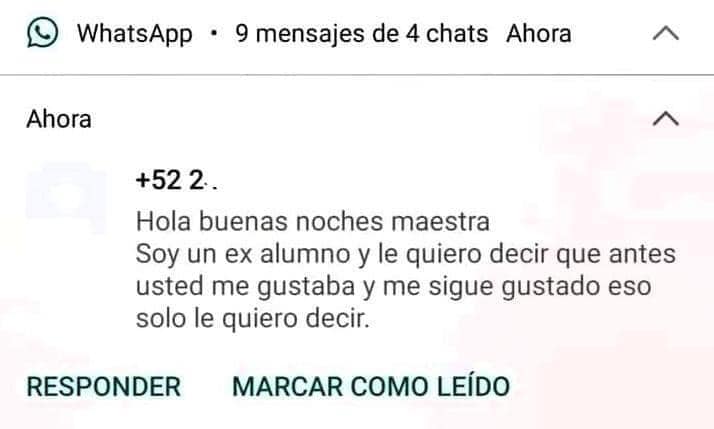 WhatsApp • 9 mensajes de 4 chats Ahora
Ahora
+52 2
Hola buenas noches maestra
Soy un ex alumno y le quiero decir que antes
usted me gustaba y me sigue gustado eso
solo le quiero decir.
RESPONDER MARCAR COMO LEÍDO